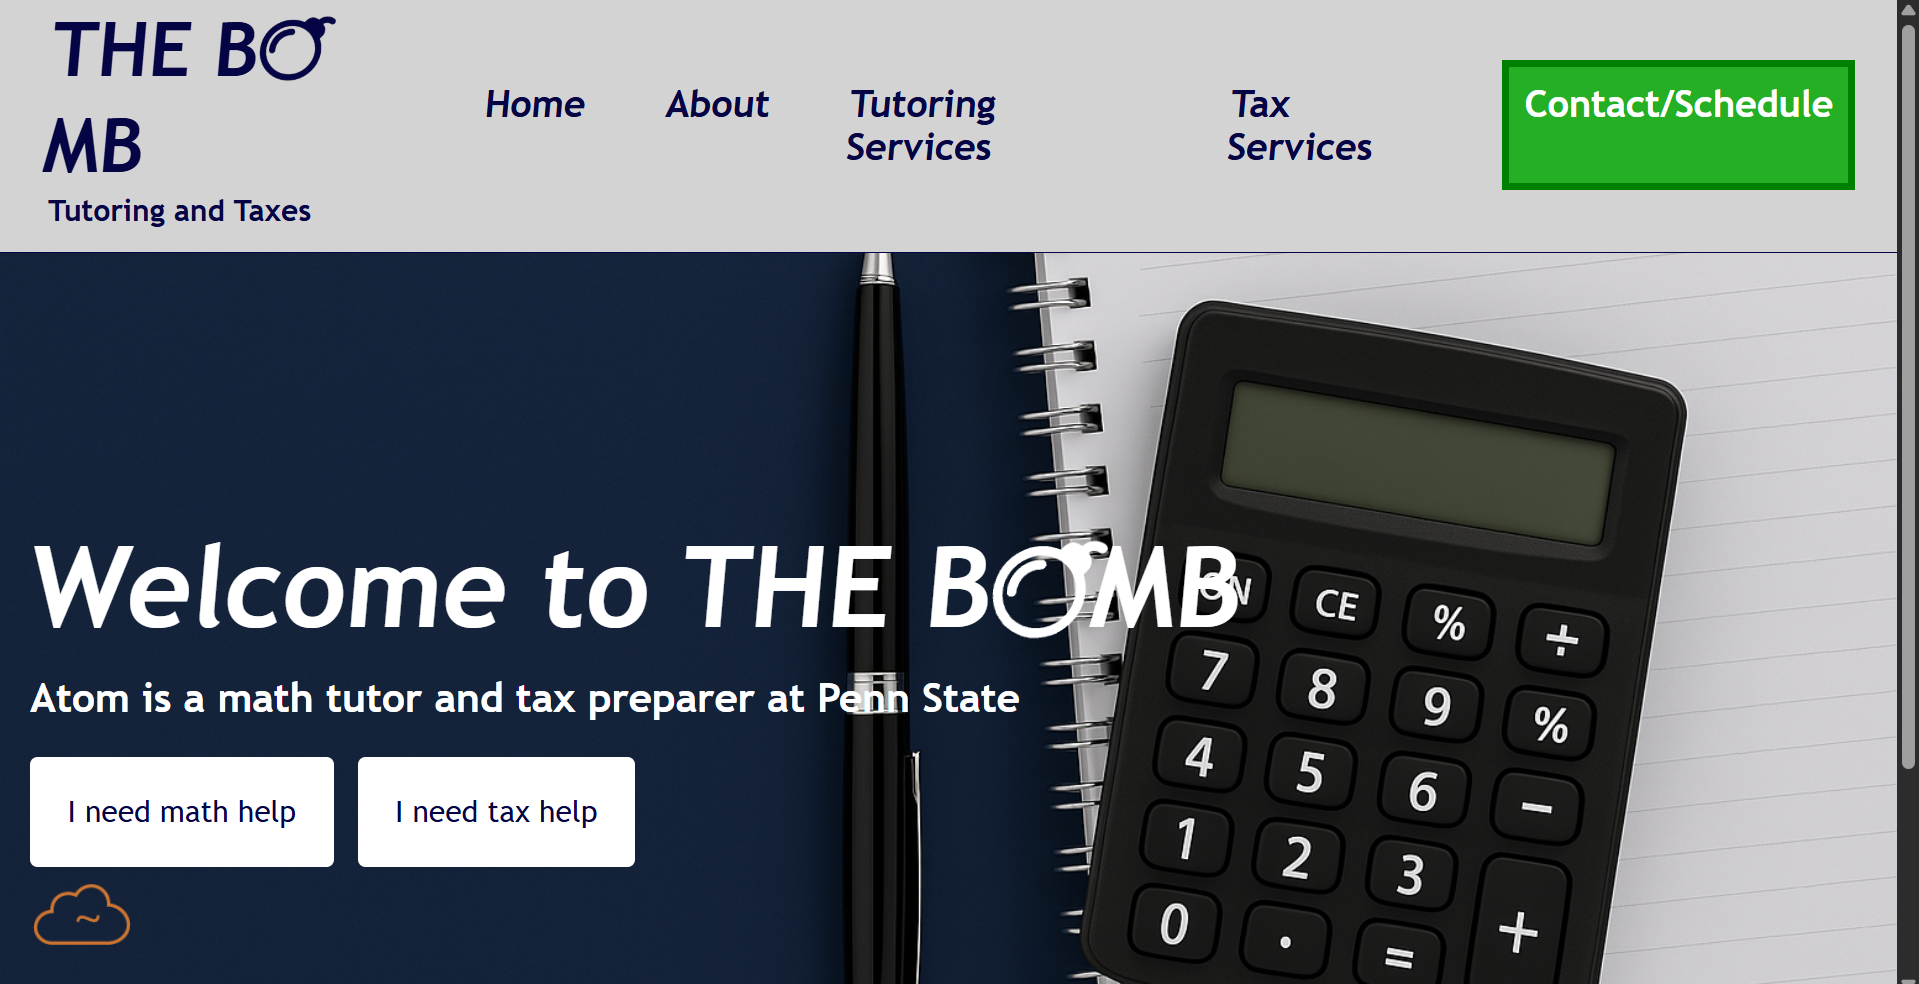 THE BO
MB
Tutoring and Taxes
Home
About
Tutoring
Services
Tax
Services
Contact/Schedule
Welcome to THE BOMB
Atom is a math tutor and tax preparer at Penn State
I need math help
I need tax help
~
ON CE % ÷
7 8 9 %
4 5 6 −
1 2 3 +
0 . =